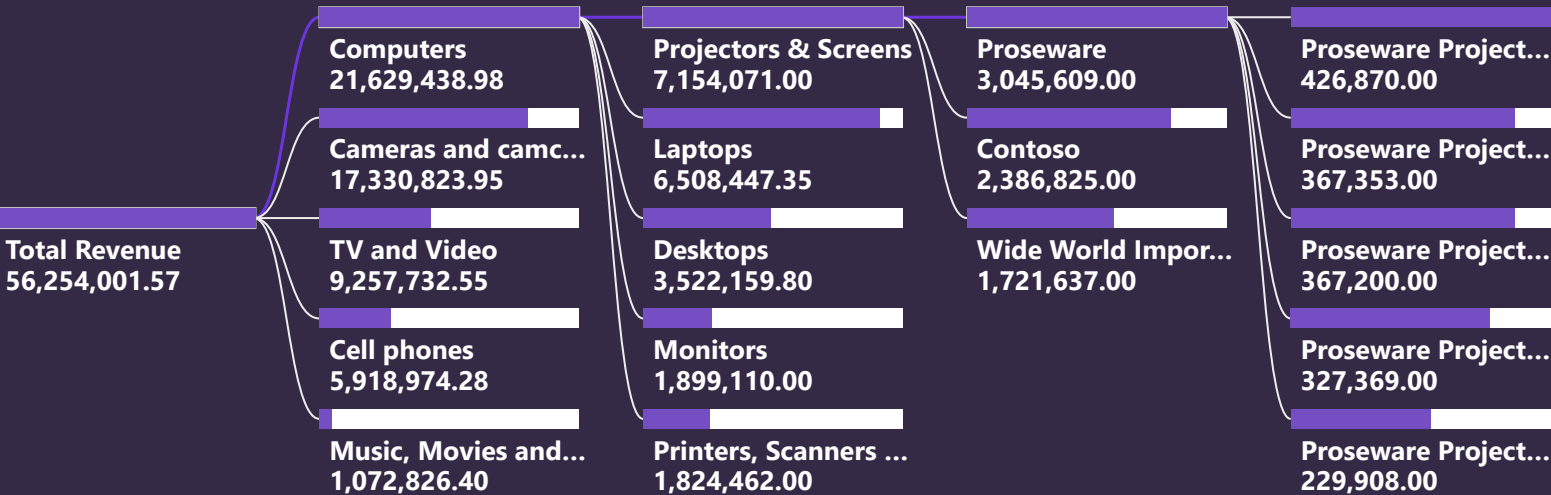 Total Revenue
56,254,001.57
Computers
21,629,438.98
Cameras and camc...
17,330,823.95
TV and Video
9,257,732.55
Cell phones
5,918,974.28
Music, Movies and...
1,072,826.40
Projectors & Screens
7,154,071.00
Laptops
6,508,447.35
Desktops
3,522,159.80
Monitors
1,899,110.00
Printers, Scanners ...
1,824,462.00
Proseware
3,045,609.00
Contoso
2,386,825.00
Wide World Impor...
1,721,637.00
Proseware Project...
426,870.00
Proseware Project...
367,353.00
Proseware Project...
367,200.00
Proseware Project...
327,369.00
Proseware Project...
229,908.00